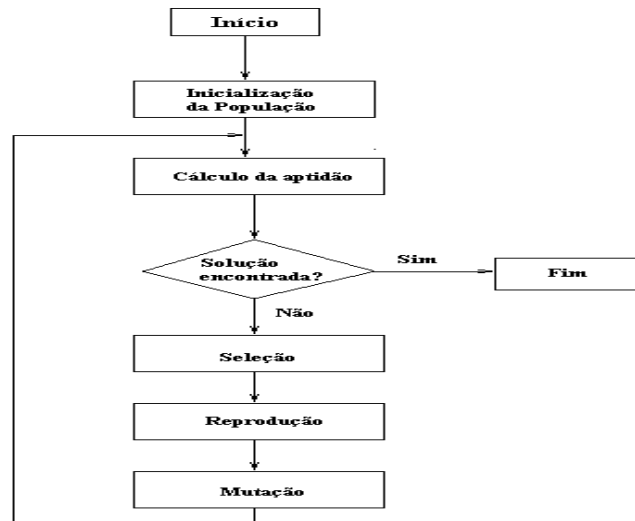 Início
Inicialização
da População
Cálculo da aptidão
Solução
encontrada?
Sim
Fim
Não
Seleção
Reprodução
Mutação